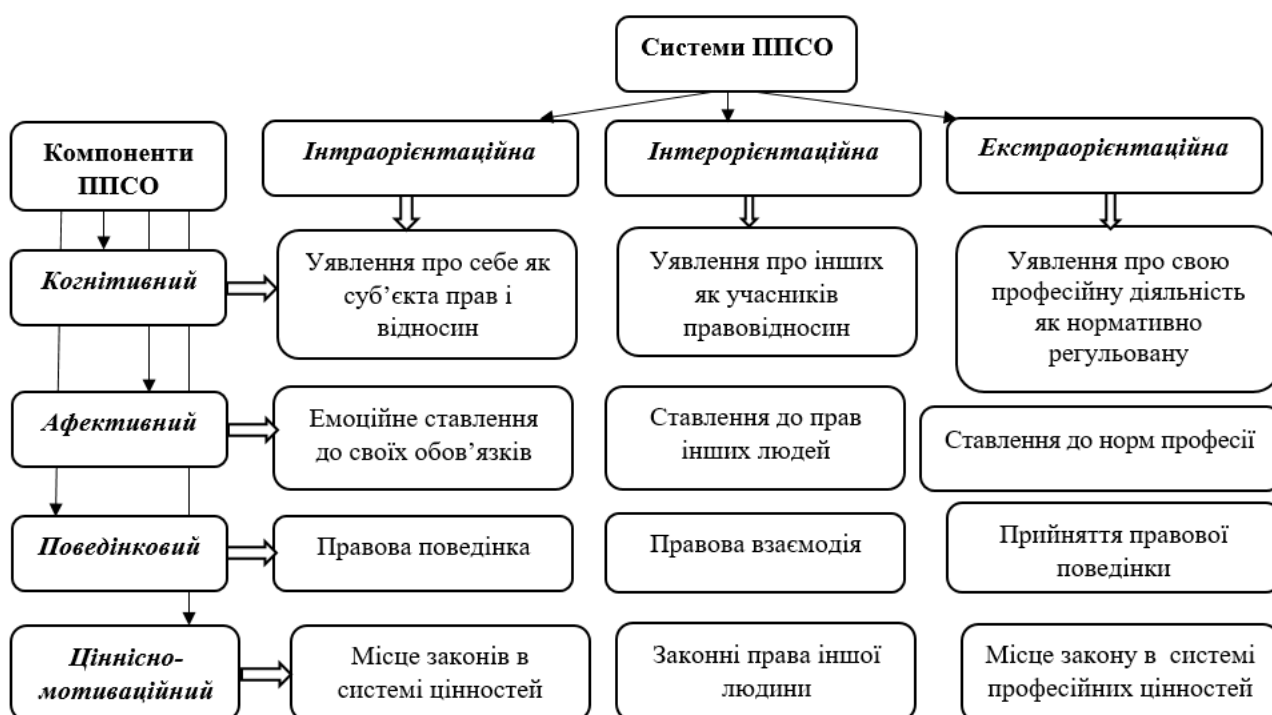 Системи ППСО
Компоненти
ППСО
Інтраорієнтаційна
Інтерорієнтаційна
Екстраорієнтаційна
Когнітивний
Уявлення про себе як
суб’єкта прав і
відносин
Уявлення про інших
як учасників
правовідносин
Уявлення про свою
професійну діяльність
як нормативно
регульовану
Афективний
Емоційне ставлення
до своїх обов’язків
Ставлення до прав
інших людей
Ставлення до норм професії
Поведінковий
Правова поведінка
Правова взаємодія
Прийняття правової
поведінки
Ціннісно-
мотиваційний
Місце законів в
системі цінностей
Законні права іншої
людини
Місце закону в системі
професійних цінностей